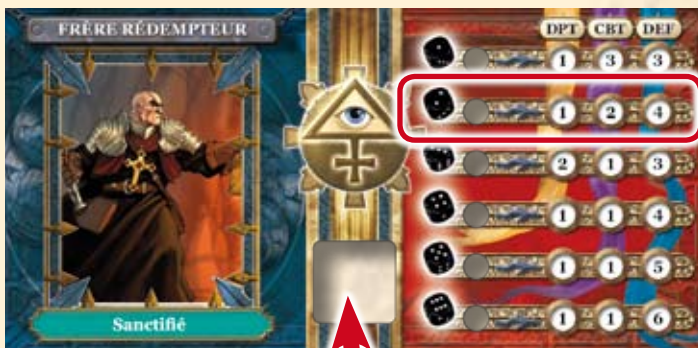 FRÈRE RÉDEMPTEUR
DPT CBT DEF
1 3 3
1 2 4
2 1 3
1 1 4
1 1 5
1 1 6
Sanctifié